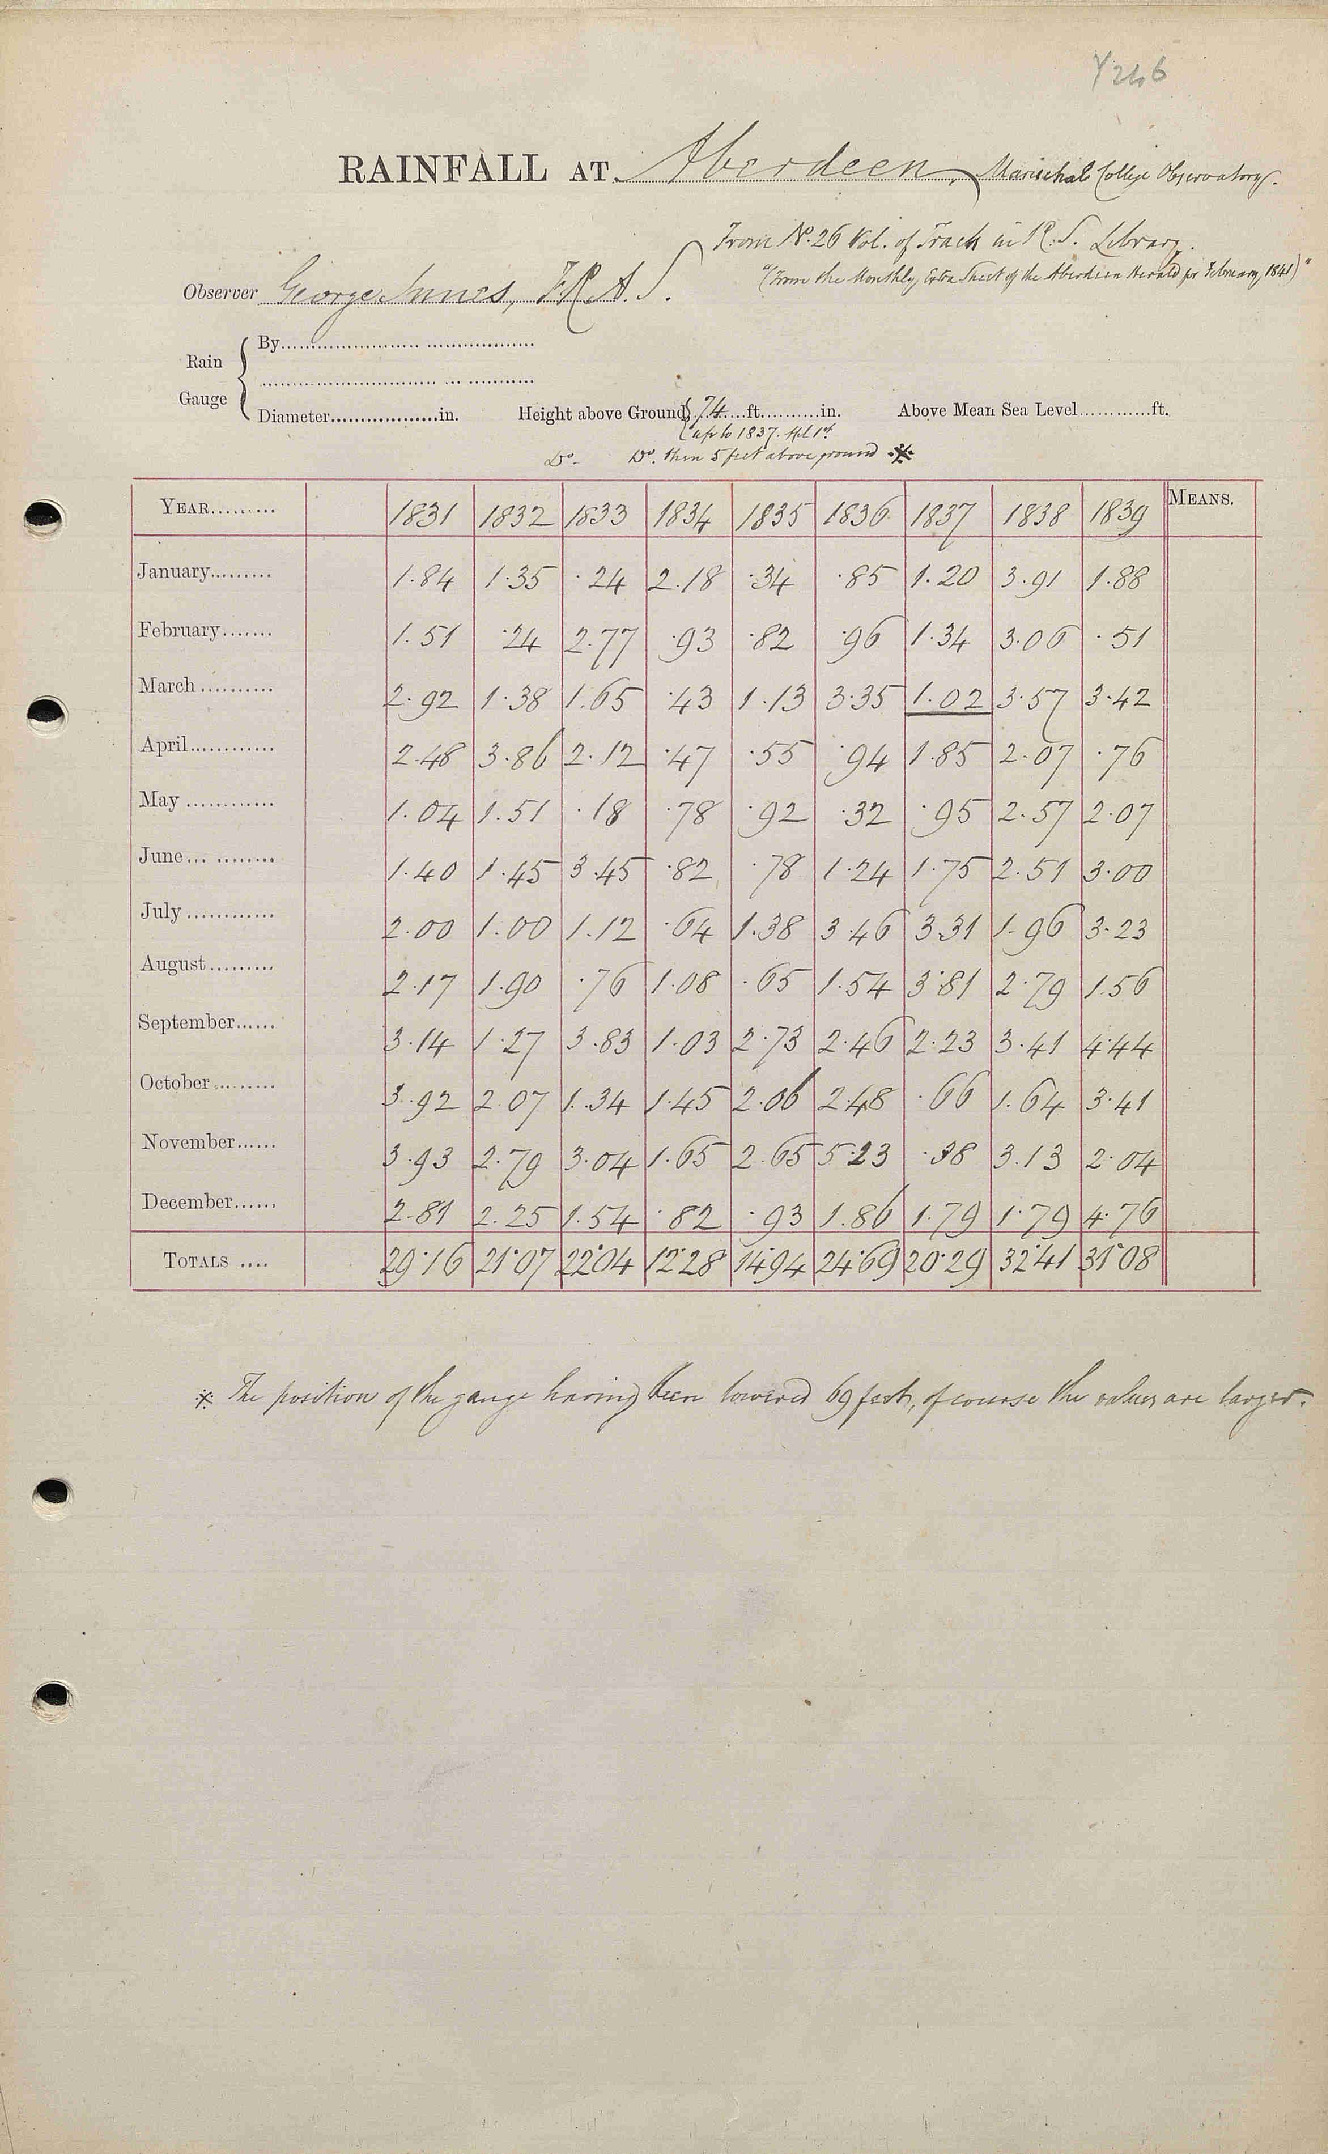 Y246
RAINFALL AT Aberdeen, Marischal College Observatory.
From No. 26 Vol. of Tracts in R. S. Library.
"(From the Monthly Extra Sheet of the Aberdeen Herald for February, 1841)"
Observer George Innes, F.R.A.S.
Rain Gauge
By
Diameter in. Height above Ground 74 ft. in. Above Mean Sea Level ft.
up to 1837. Apl 1st
Do. Do. then 5 feet above ground *
YEAR 1831 1832 1833 1834 1835 1836 1837 1838 1839 MEANS.
January 1.84 1.35 .24 2.18 .34 .85 1.20 3.91 1.88
February 1.51 .24 2.77 .93 .82 .96 1.34 3.06 .51
March 2.92 1.38 1.65 .43 1.13 3.35 1.02 3.57 3.42
April 2.48 3.86 2.12 .47 .55 .94 1.85 2.07 .76
May 1.04 1.51 .18 .78 .92 .32 .95 2.57 2.07
June 1.40 1.45 3.45 .82 .78 1.24 1.75 2.51 3.00
July 2.00 1.00 1.12 .64 1.38 3.46 3.31 1.96 3.23
August 2.17 1.90 .76 1.08 .65 1.54 3.81 2.79 1.56
September 3.14 1.27 3.83 1.03 2.73 2.46 2.23 3.41 4.44
October 3.92 2.07 1.34 1.45 2.06 2.48 .66 1.64 3.41
November 3.93 2.79 3.04 1.65 2.65 5.23 .38 3.13 2.04
December 2.81 2.25 1.54 .82 .93 1.86 1.79 1.79 4.76
TOTALS 29.16 21.07 22.04 12.28 14.94 24.69 20.29 32.41 31.08
* The position of the gauge having been lowered 69 feet, of course the values are larger.